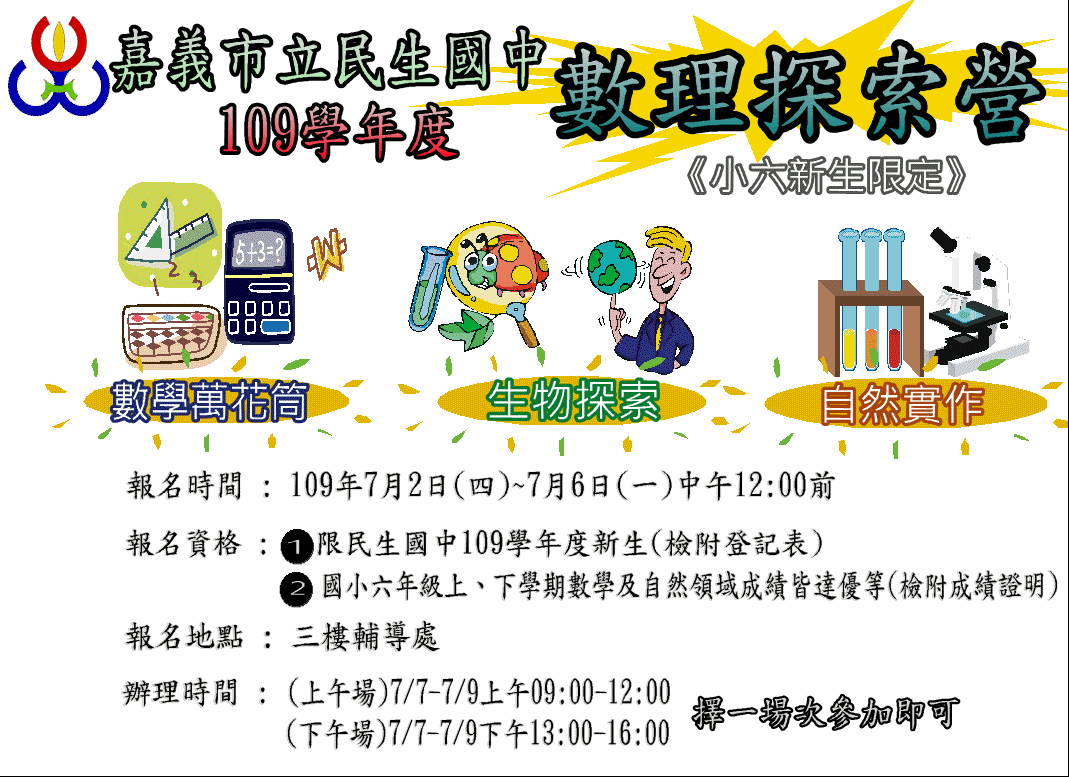 嘉義市立民生國中
109學年度
數理探索營
《小六新生限定》
5+3=?
1 2 3
數學萬花筒
生物探索
自然實作
報名時間 : 109年7月2日(四)~7月6日(一)中午12:00前
報名資格 : 1限民生國中109學年度新生(檢附登記表)
2 國小六年級上、下學期數學及自然領域成績皆達優等(檢附成績證明)
報名地點 : 三樓輔導處
辦理時間 : (上午場)7/7-7/9上午09:00-12:00
(下午場)7/7-7/9下午13:00-16:00
擇一場次參加即可